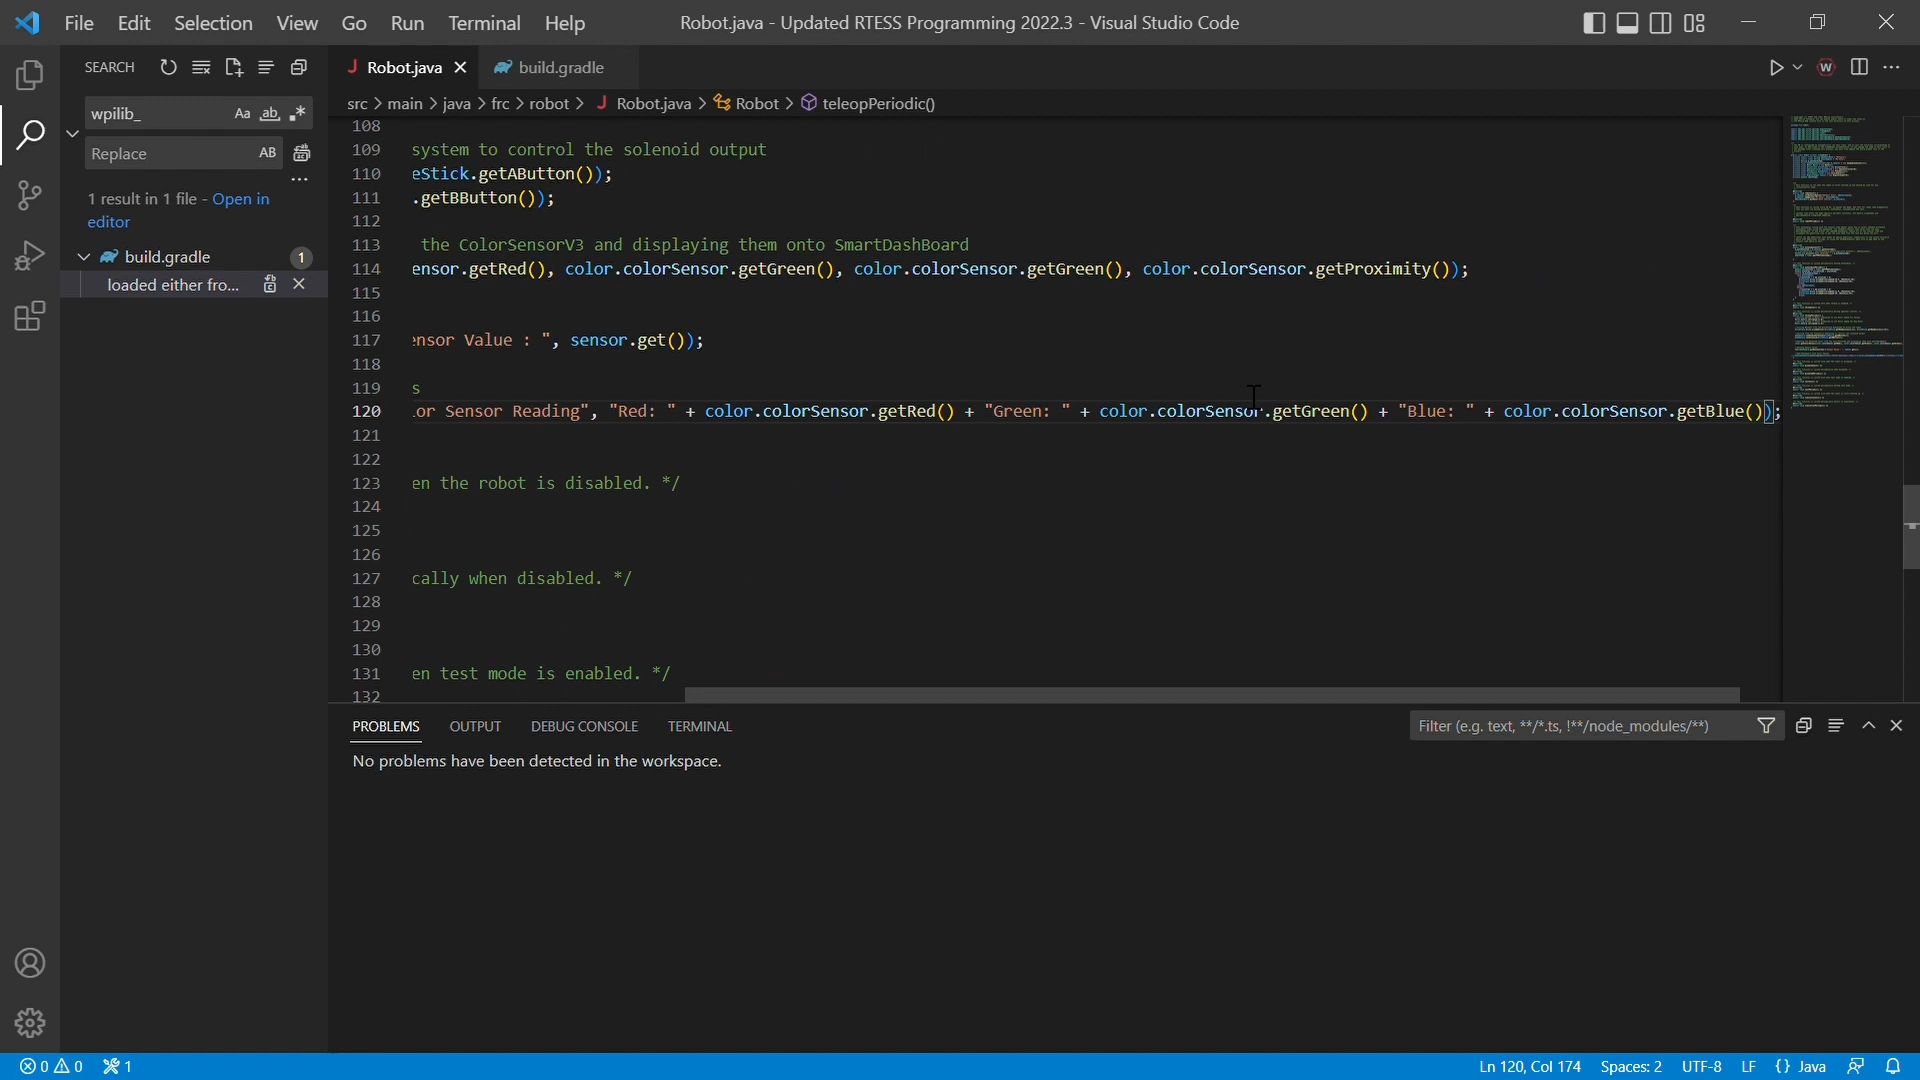 File Edit Selection View Go Run Terminal Help
Robot.java - Updated RTESS Programming 2022.3 - Visual Studio Code
SEARCH
wpilib_
Aa ab, .*
Replace
AB
1 result in 1 file - Open in
editor
build.gradle 1
loaded either fro...
Robot.java
build.gradle
src > main > java > frc > robot > J Robot.java > Robot > teleopPeriodic()
108
109 system to control the solenoid output
110 eStick.getAButton());
111 .getBButton());
112
113 the ColorSensorV3 and displaying them onto SmartDashBoard
114 ensor.getRed(), color.colorSensor.getGreen(), color.colorSensor.getGreen(), color.colorSensor.getProximity());
115
116
117 ensor Value : ", sensor.get());
118
119 s
120 or Sensor Reading", "Red: " + color.colorSensor.getRed() + "Green: " + color.colorSensor.getGreen() + "Blue: " + color.colorSensor.getBlue());
121
122
123 en the robot is disabled. */
124
125
126
127 cally when disabled. */
128
129
130
131 en test mode is enabled. */
132
PROBLEMS OUTPUT DEBUG CONSOLE TERMINAL
Filter (e.g. text, **/*.ts, !**/node_modules/**)
No problems have been detected in the workspace.
0 0 1
Ln 120, Col 174 Spaces: 2 UTF-8 LF {} Java